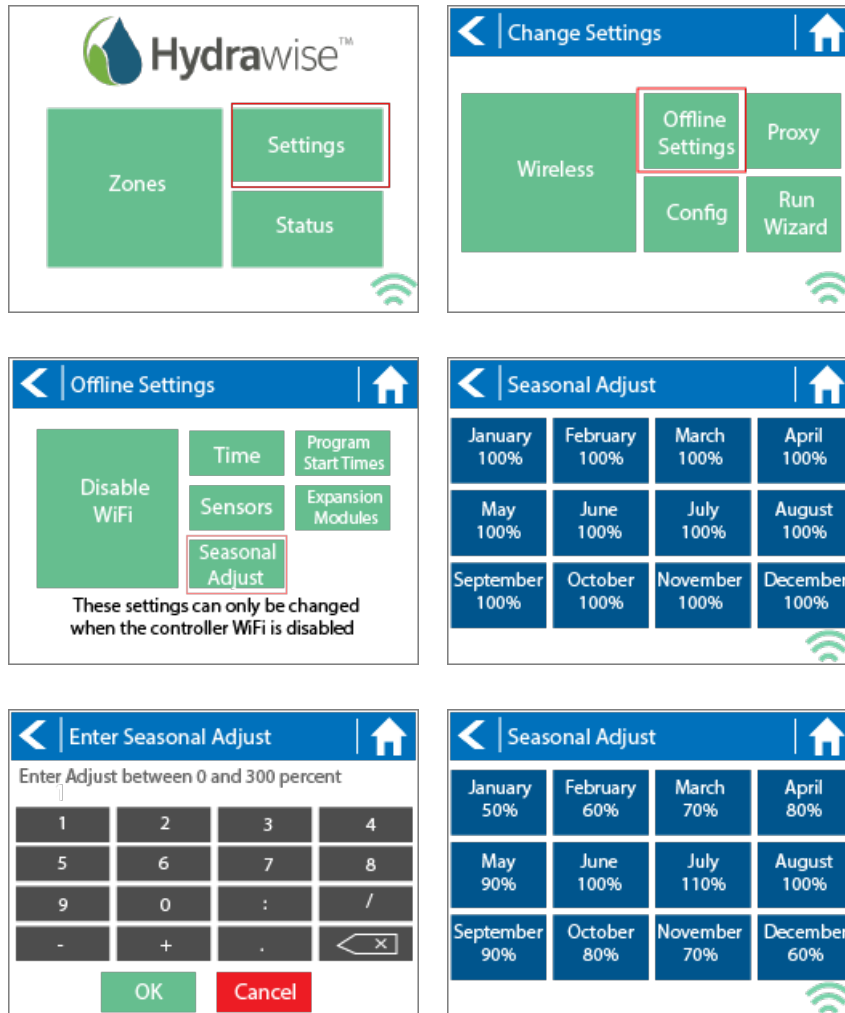 Hydrawise™
Zones
Settings
Status
Change Settings
Wireless
Offline
Settings
Proxy
Config
Run
Wizard
Offline Settings
Disable
WiFi
Time
Program
Start Times
Sensors
Expansion
Modules
Seasonal
Adjust
These settings can only be changed
when the controller WiFi is disabled
Seasonal Adjust
January February March April
100% 100% 100% 100%
May June July August
100% 100% 100% 100%
September October November December
100% 100% 100% 100%
Enter Seasonal Adjust
Enter Adjust between 0 and 300 percent
1 2 3 4
5 6 7 8
9 0 : /
- + .
OK Cancel
Seasonal Adjust
January February March April
50% 60% 70% 80%
May June July August
90% 100% 110% 100%
September October November December
90% 80% 70% 60%